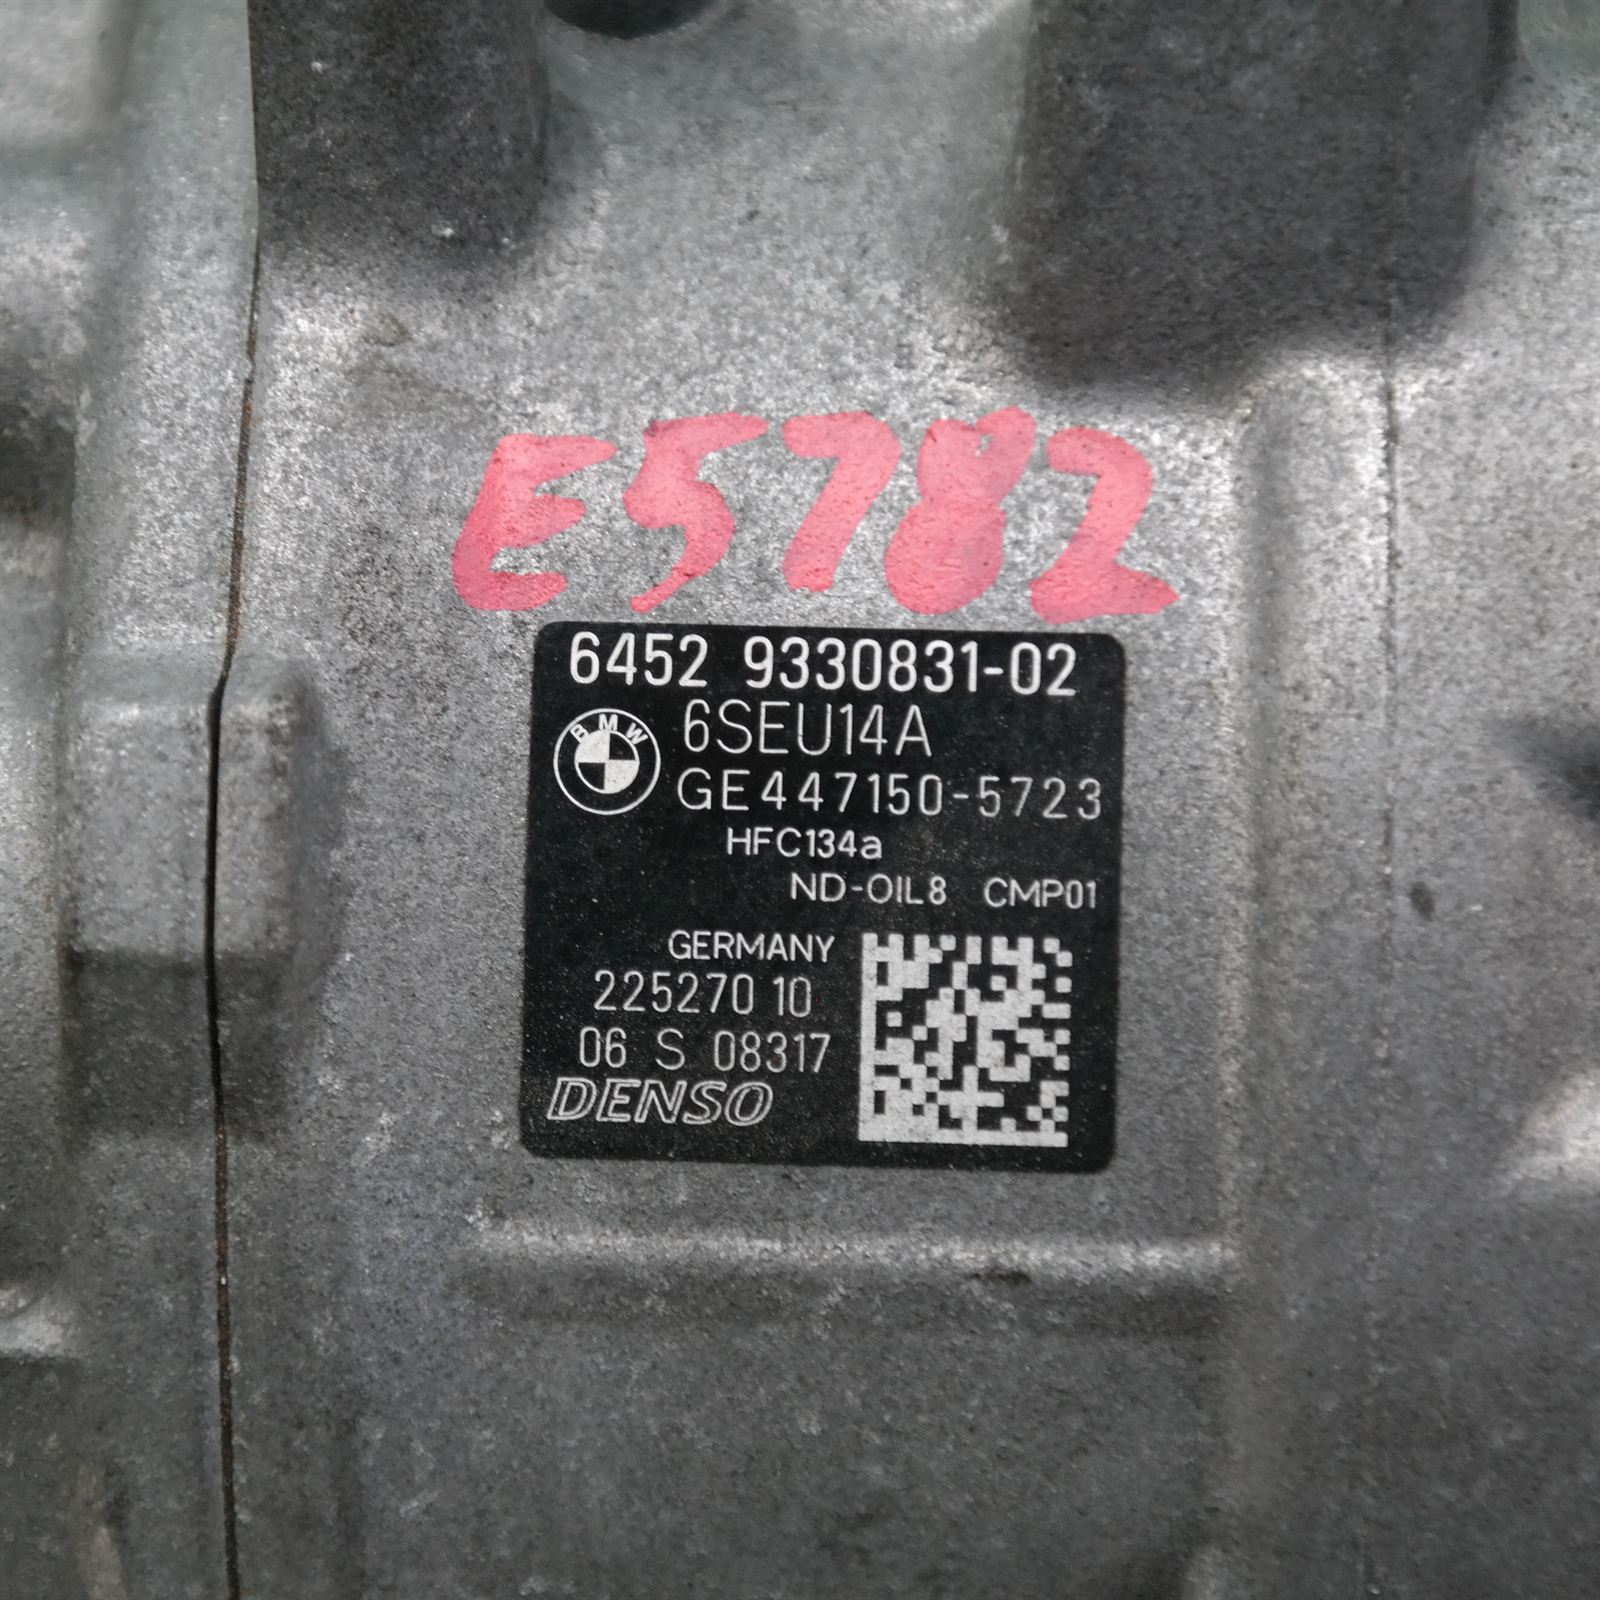 E5782
6452 9330831-02
BMW
6SEU14A
GE447150-5723
HFC134a
ND-OIL8 CMP01
GERMANY
225270 10
06 S 08317
DENSO